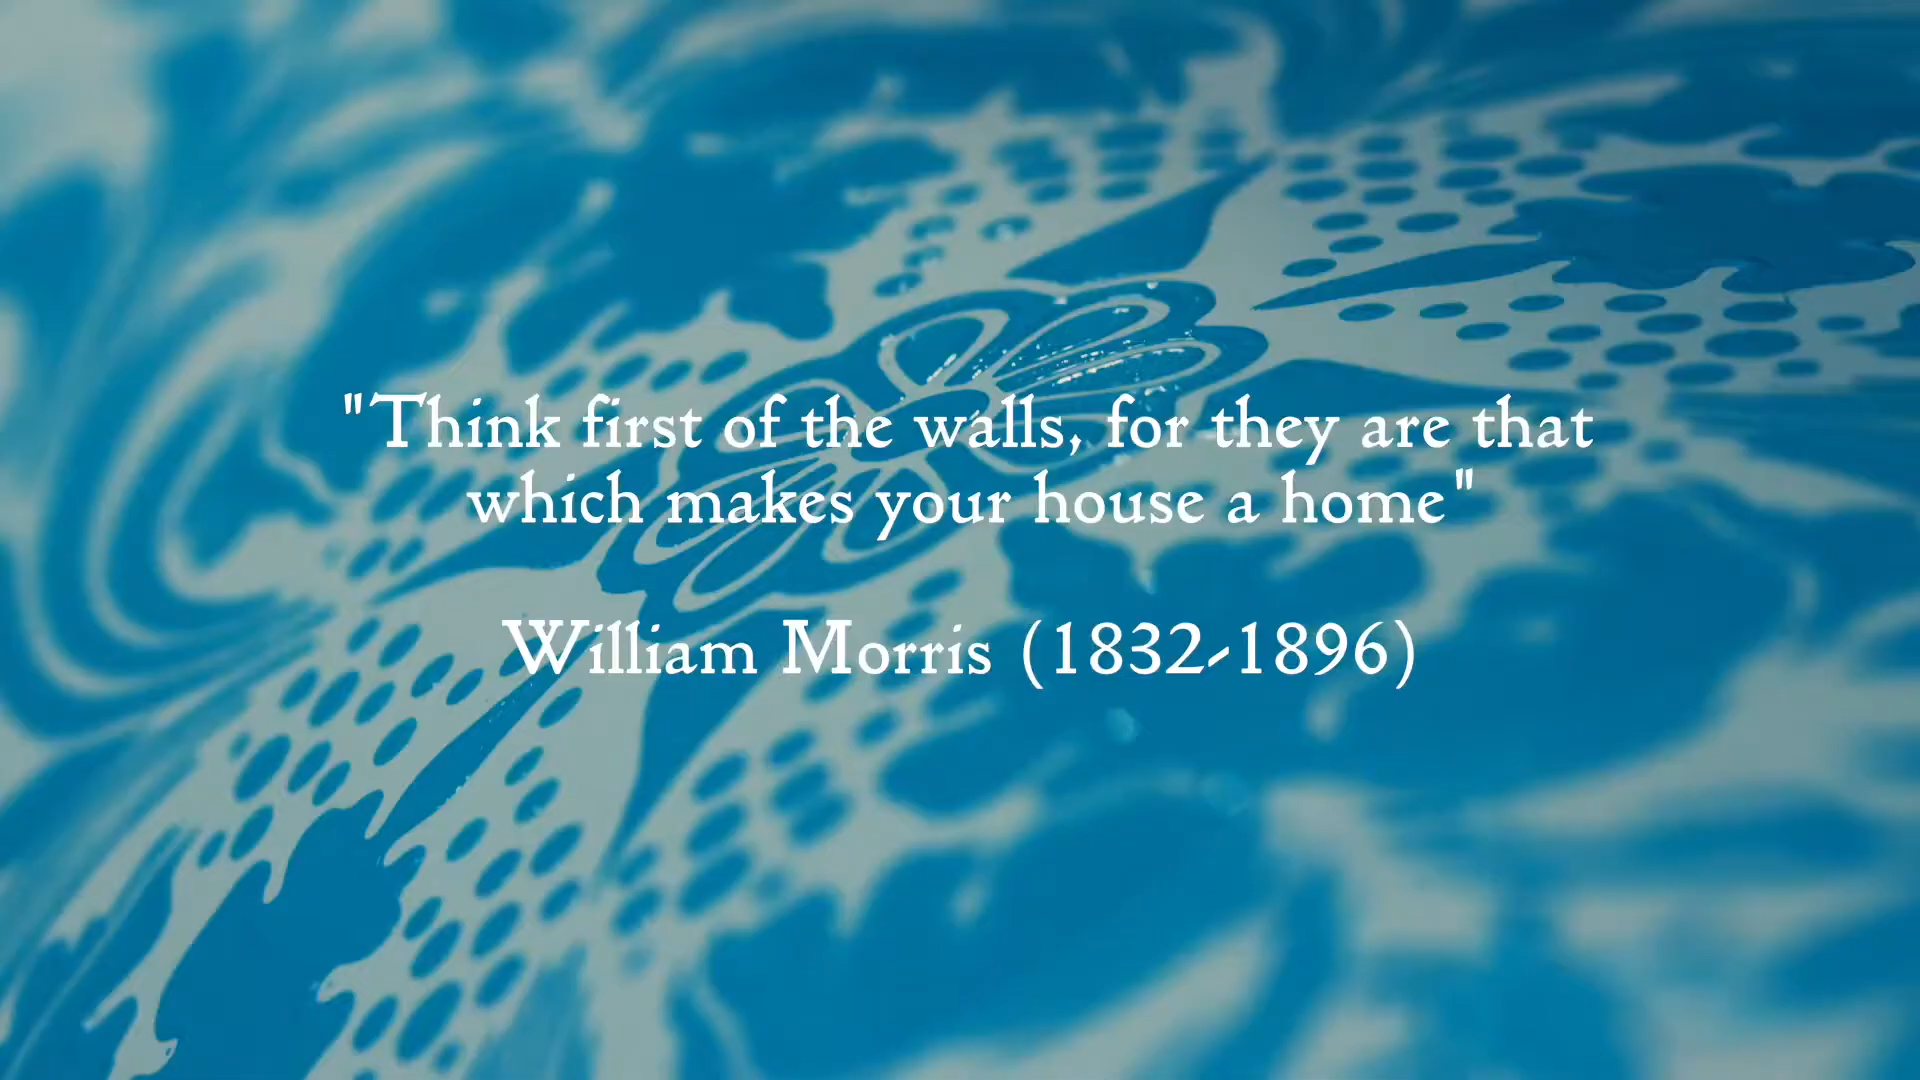 "Think first of the walls, for they are that
which makes your house a home"
William Morris (1832-1896)